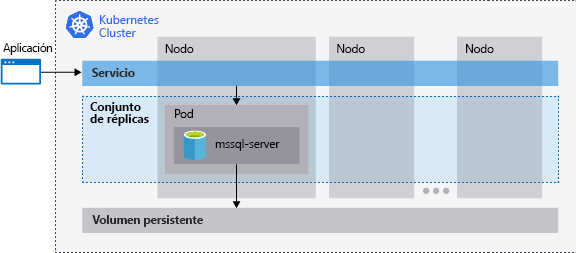 Kubernetes
Cluster
Aplicación
Nodo
Nodo
Nodo
Servicio
Conjunto
de réplicas
Pod
mssql-server
Volumen persistente